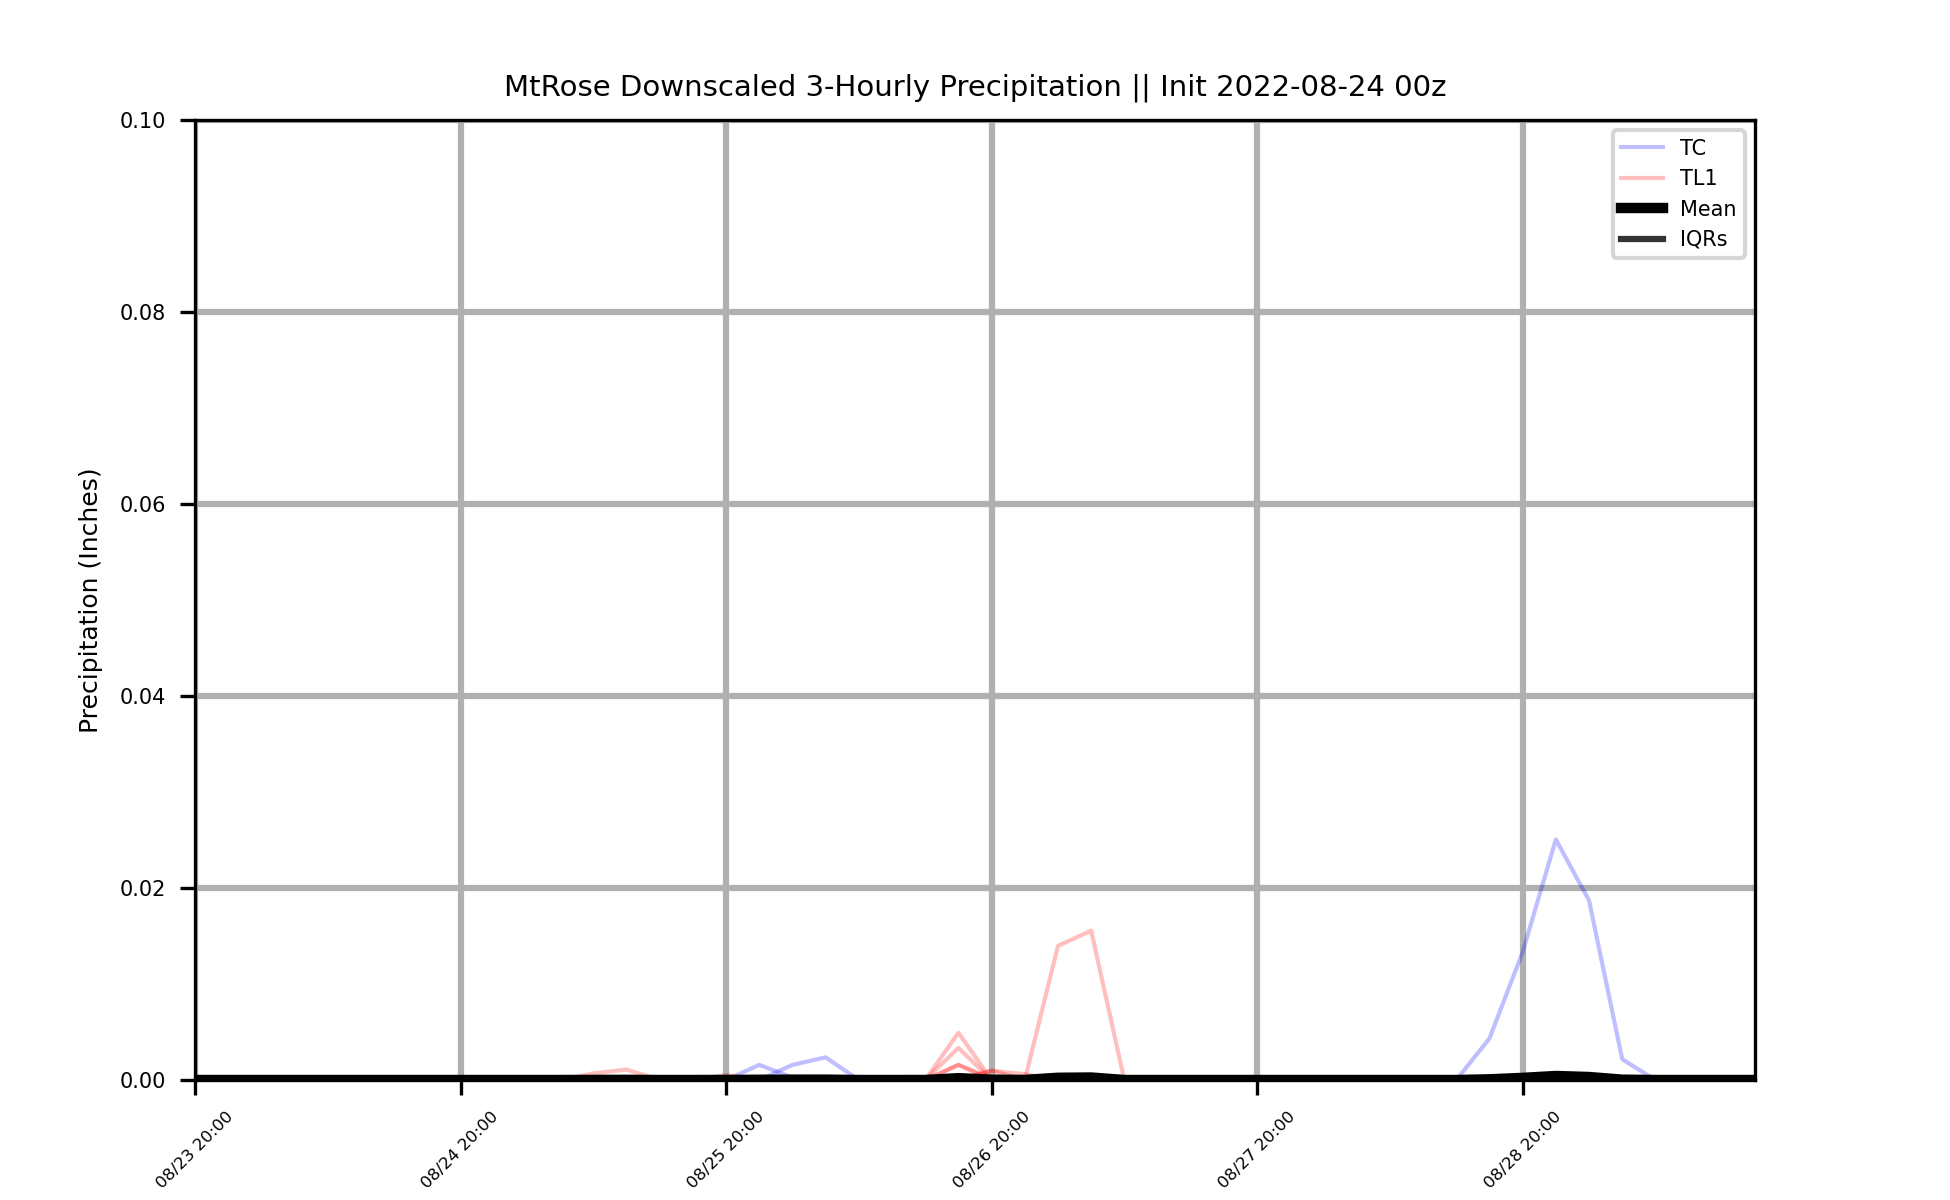 MtRose Downscaled 3-Hourly Precipitation || Init 2022-08-24 00z
TC
TL1
Mean
IQRs
Precipitation (Inches)
0.10
0.08
0.06
0.04
0.02
0.00
08/23 20:00
08/24 20:00
08/25 20:00
08/26 20:00
08/27 20:00
08/28 20:00